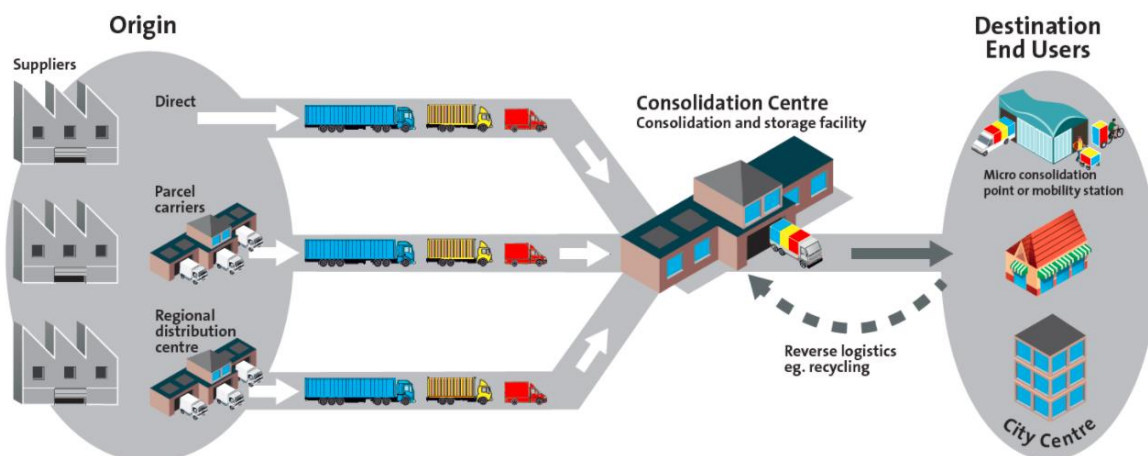 Origin
Suppliers
Direct
Parcel
carriers
Regional
distribution
centre
Consolidation Centre
Consolidation and storage facility
Reverse logistics
eg. recycling
Destination
End Users
Micro consolidation
point or mobility station
City Centre